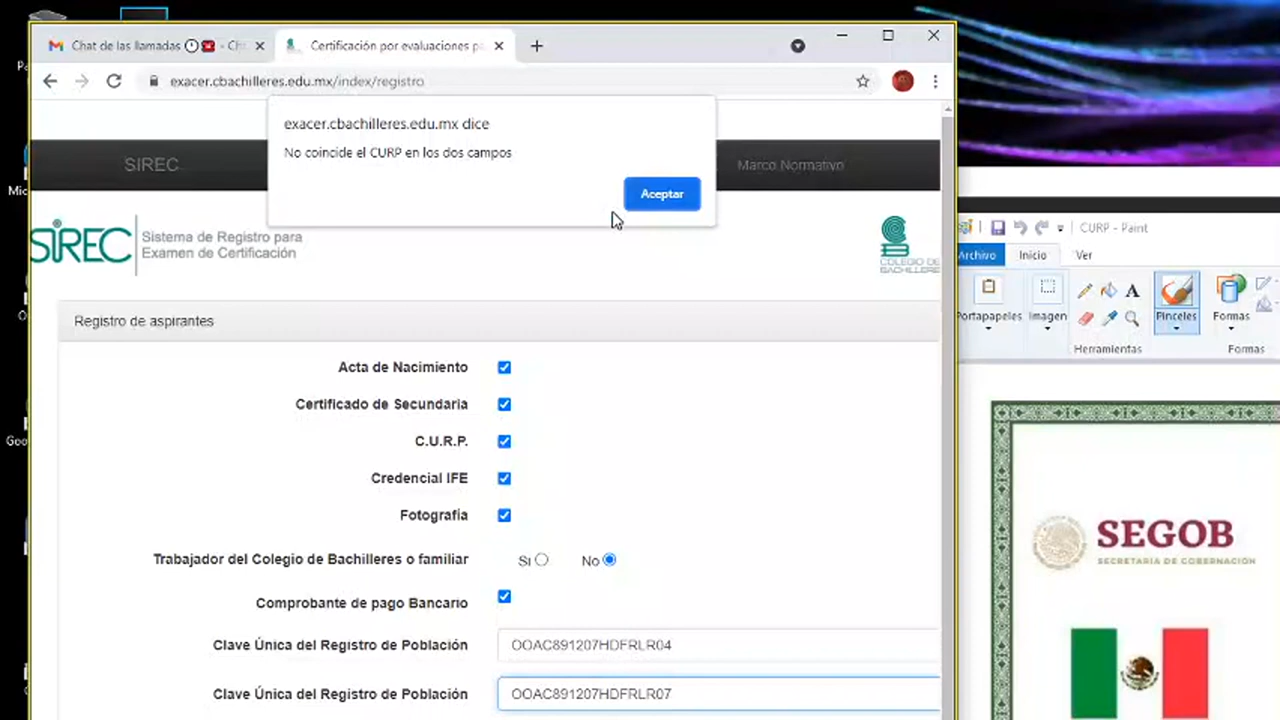 Chat de las llamadas
Certificación por evaluaciones pa
exacer.cbachilleres.edu.mx/index/registro
exacer.cbachilleres.edu.mx dice
No coincide el CURP en los dos campos
Aceptar
SIREC
Marco Normativo
SIREC
Sistema de Registro para
Examen de Certificación
COLEGIO DE
BACHILLERE
Registro de aspirantes
Acta de Nacimiento
Certificado de Secundaria
C.U.R.P.
Credencial IFE
Fotografía
Trabajador del Colegio de Bachilleres o familiar
Si
No
Comprobante de pago Bancario
Clave Única del Registro de Población
OOAC891207HDFRLR04
Clave Única del Registro de Población
OOAC891207HDFRLR07
CURP - Paint
Archivo
Inicio
Ver
Portapapeles
Imagen
A
Pinceles
Formas
Herramientas
Formas
SEGOB
SECRETARÍA DE GOBERNACIÓN